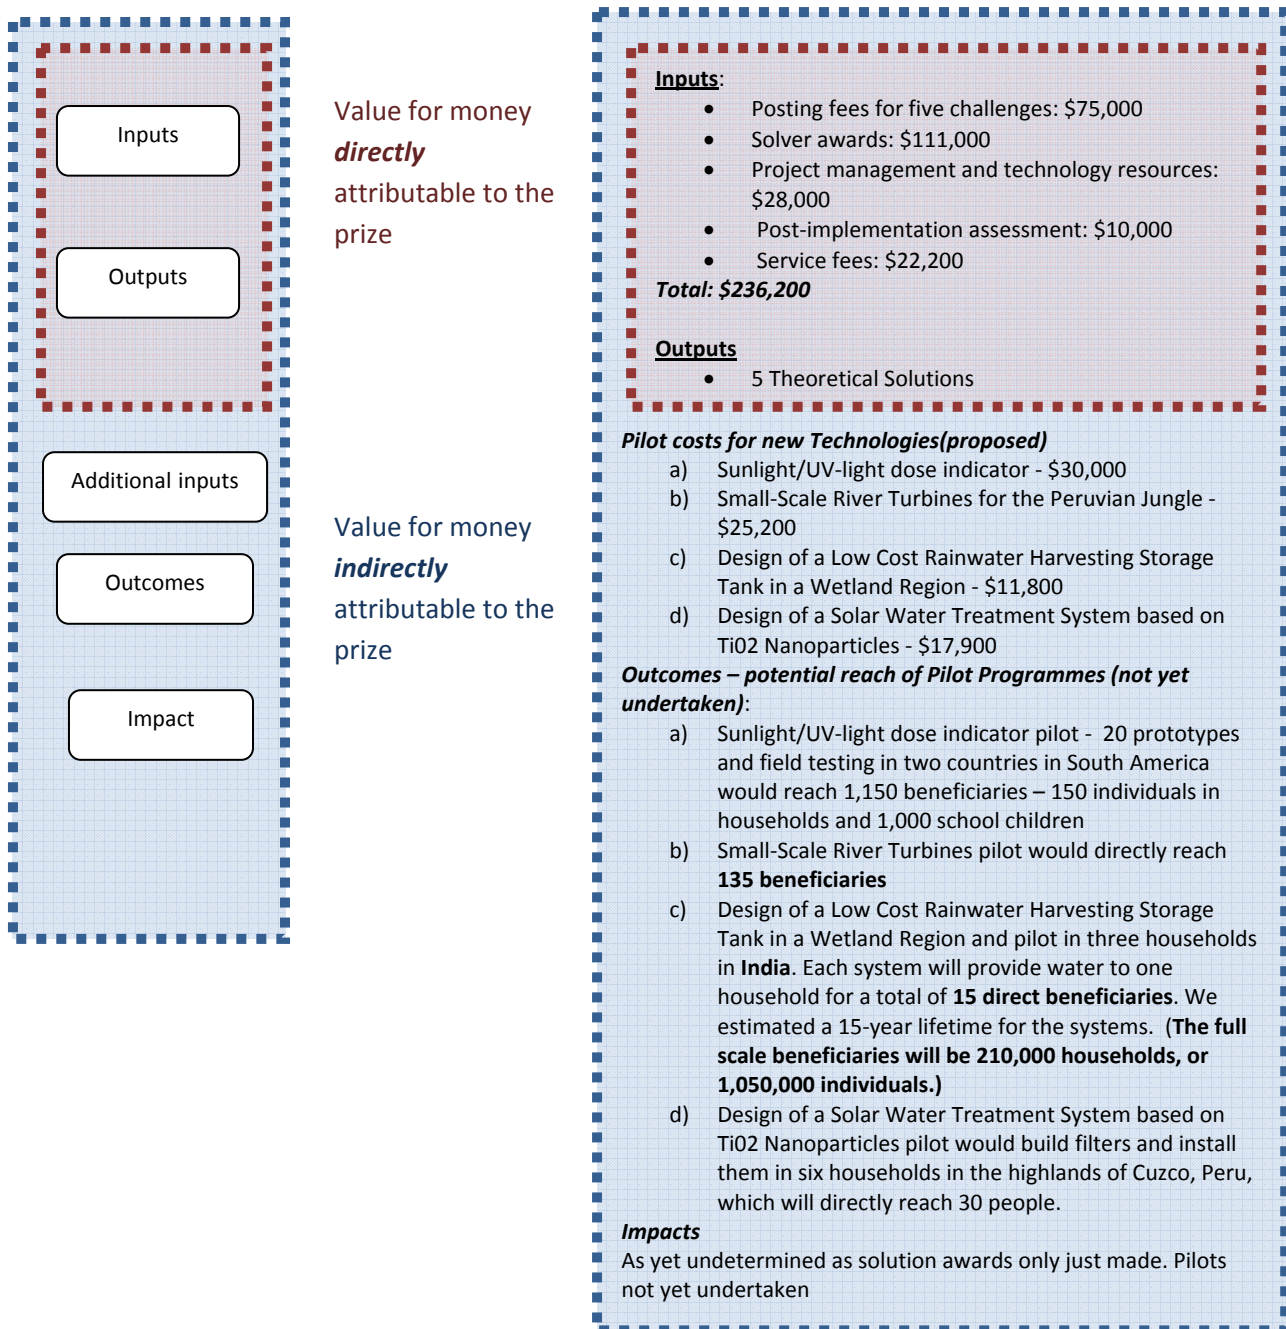 Inputs
Outputs
Additional inputs
Outcomes
Impact
Value for money
directly
attributable to the
prize
Value for money
indirectly
attributable to the
prize
Inputs:
• Posting fees for five challenges: $75,000
• Solver awards: $111,000
• Project management and technology resources:
$28,000
• Post-implementation assessment: $10,000
• Service fees: $22,200
Total: $236,200
Outputs
• 5 Theoretical Solutions
Pilot costs for new Technologies(proposed)
a) Sunlight/UV-light dose indicator - $30,000
b) Small-Scale River Turbines for the Peruvian Jungle -
$25,200
c) Design of a Low Cost Rainwater Harvesting Storage
Tank in a Wetland Region - $11,800
d) Design of a Solar Water Treatment System based on
Ti02 Nanoparticles - $17,900
Outcomes – potential reach of Pilot Programmes (not yet
undertaken):
a) Sunlight/UV-light dose indicator pilot - 20 prototypes
and field testing in two countries in South America
would reach 1,150 beneficiaries – 150 individuals in
households and 1,000 school children
b) Small-Scale River Turbines pilot would directly reach
135 beneficiaries
c) Design of a Low Cost Rainwater Harvesting Storage
Tank in a Wetland Region and pilot in three households
in India. Each system will provide water to one
household for a total of 15 direct beneficiaries. We
estimated a 15-year lifetime for the systems. (The full
scale beneficiaries will be 210,000 households, or
1,050,000 individuals.)
d) Design of a Solar Water Treatment System based on
Ti02 Nanoparticles pilot would build filters and install
them in six households in the highlands of Cuzco, Peru,
which will directly reach 30 people.
Impacts
As yet undetermined as solution awards only just made. Pilots
not yet undertaken